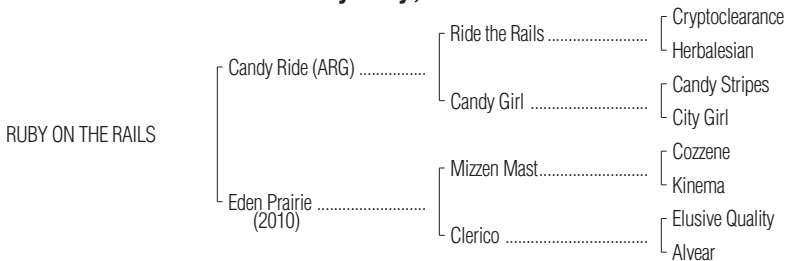 Cryptoclearance
Ride the Rails
Herbalesian
Candy Ride (ARG)
Candy Stripes
Candy Girl
City Girl
RUBY ON THE RAILS
Cozzene
Mizzen Mast
Kinema
Eden Prairie
(2010)
Elusive Quality
Clerico
Alvear